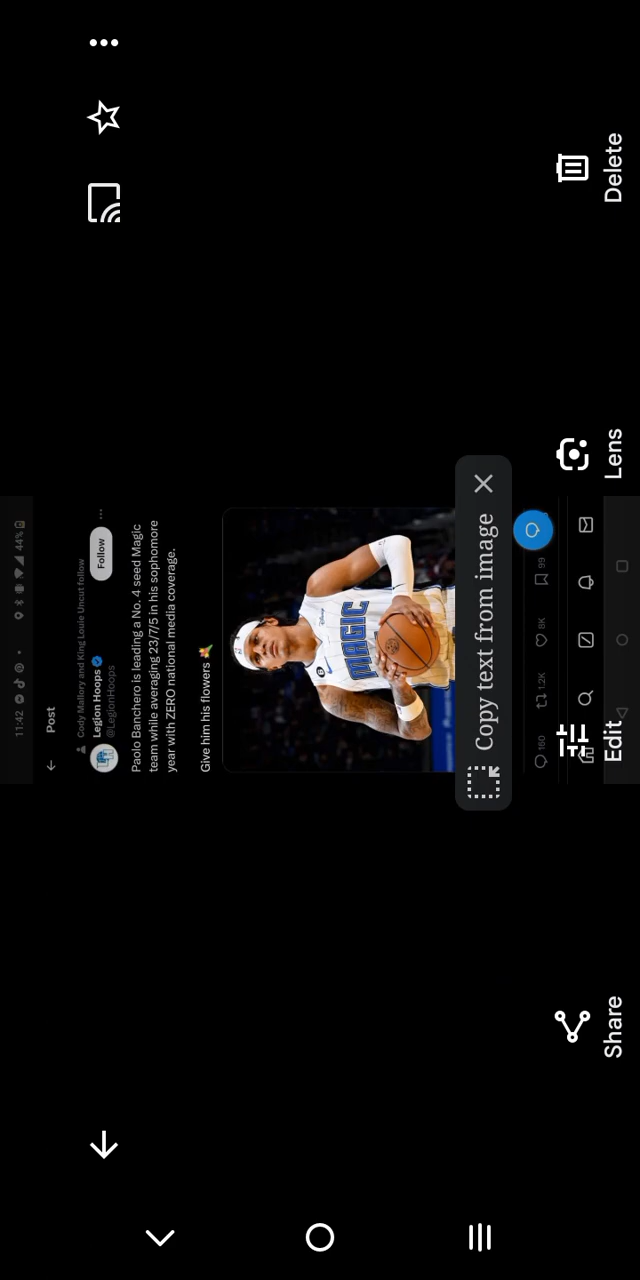 11:42
44%
Post
Cody Mallory and King Louie Uncut follow
Legion Hoops
@LegionHoops
Follow
Paolo Banchero is leading a No. 4 seed Magic
team while averaging 23/7/5 in his sophomore
year with ZERO national media coverage.
Give him his flowers
MAGIC
Copy text from image
160
1.2K
8K
99
Share
Edit
Lens
Delete